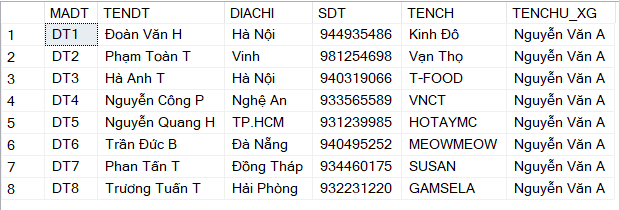 MADT TENDT DIACHI SDT TENCH TENCHU_XG
1 DT1 Đoàn Văn H Hà Nội 944935486 Kinh Đô Nguyễn Văn A
2 DT2 Phạm Toàn T Vinh 981254698 Vạn Thọ Nguyễn Văn A
3 DT3 Hà Anh T Hà Nội 940319066 T-FOOD Nguyễn Văn A
4 DT4 Nguyễn Công P Nghệ An 933565589 VNCT Nguyễn Văn A
5 DT5 Nguyễn Quang H TP.HCM 931239985 HOTAYMC Nguyễn Văn A
6 DT6 Trần Đức B Đà Nẵng 940495252 MEOWMEOW Nguyễn Văn A
7 DT7 Phan Tấn T Đồng Tháp 934460175 SUSAN Nguyễn Văn A
8 DT8 Trương Tuấn T Hải Phòng 932231220 GAMSELA Nguyễn Văn A